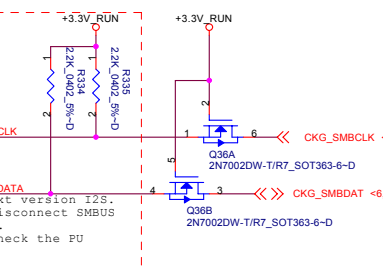 +3.3V_RUN
+3.3V_RUN
1
1
2.2K_0402_5%~D
R334
2.2K_0402_5%~D
R335
2
2
2
CLK
1
6
CKG_SMBCLK
Q36A
2N7002DW-T/R7_SOT363-6~D
5
DATA
4
3
CKG_SMBDAT <6
Q36B
2N7002DW-T/R7_SOT363-6~D
xt version I2S.
isconnect SMBUS
.
heck the PU